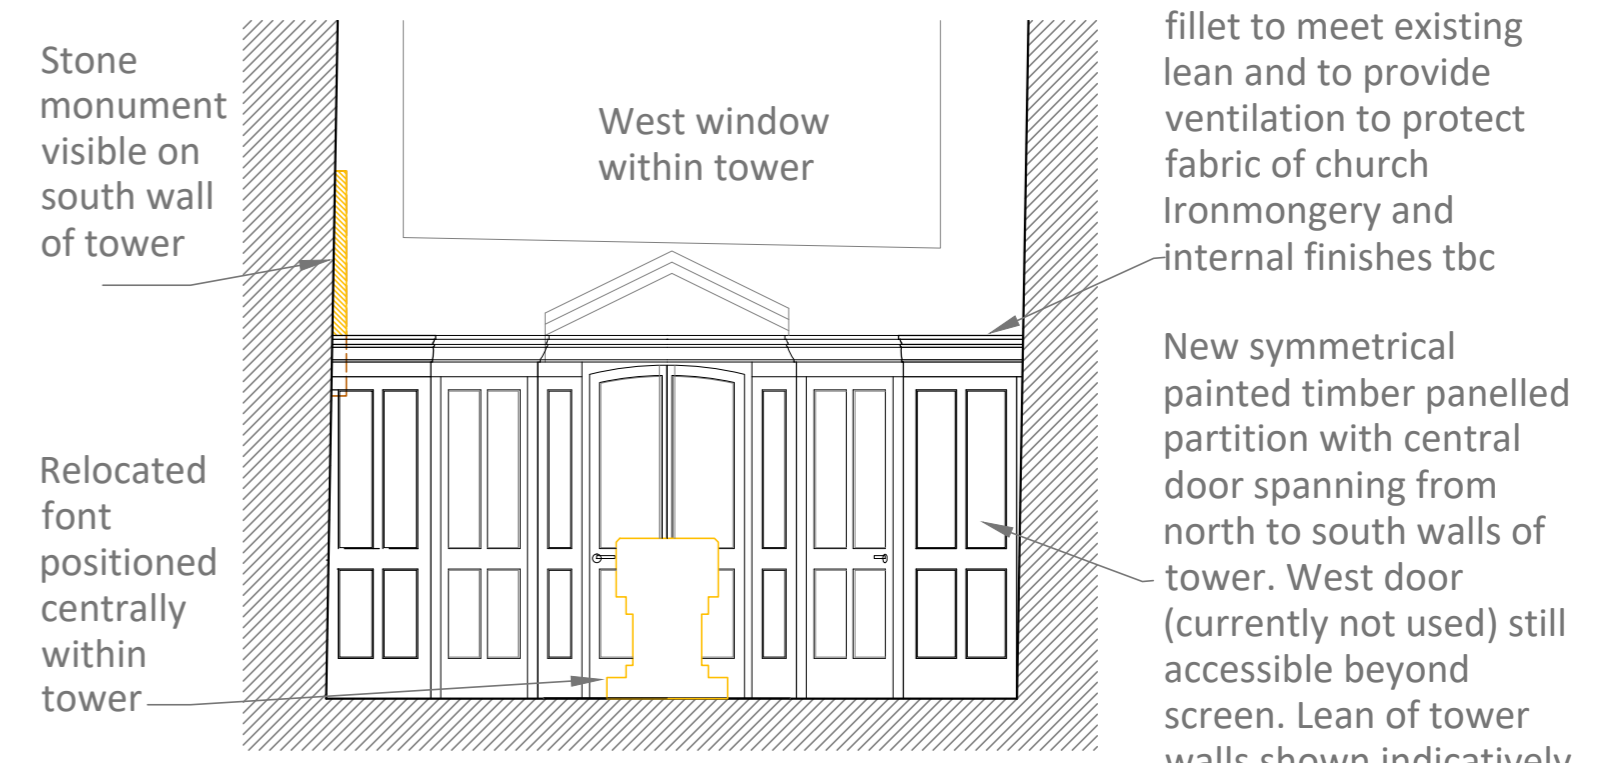 Stone
monument
visible on
south wall
of tower
Relocated
font
positioned
centrally
within
tower
West window
within tower
fillet to meet existing
lean and to provide
ventilation to protect
fabric of church
Ironmongery and
internal finishes tbc
New symmetrical
painted timber panelled
partition with central
door spanning from
north to south walls of
tower. West door
(currently not used) still
accessible beyond
screen. Lean of tower
walls shown indicatively